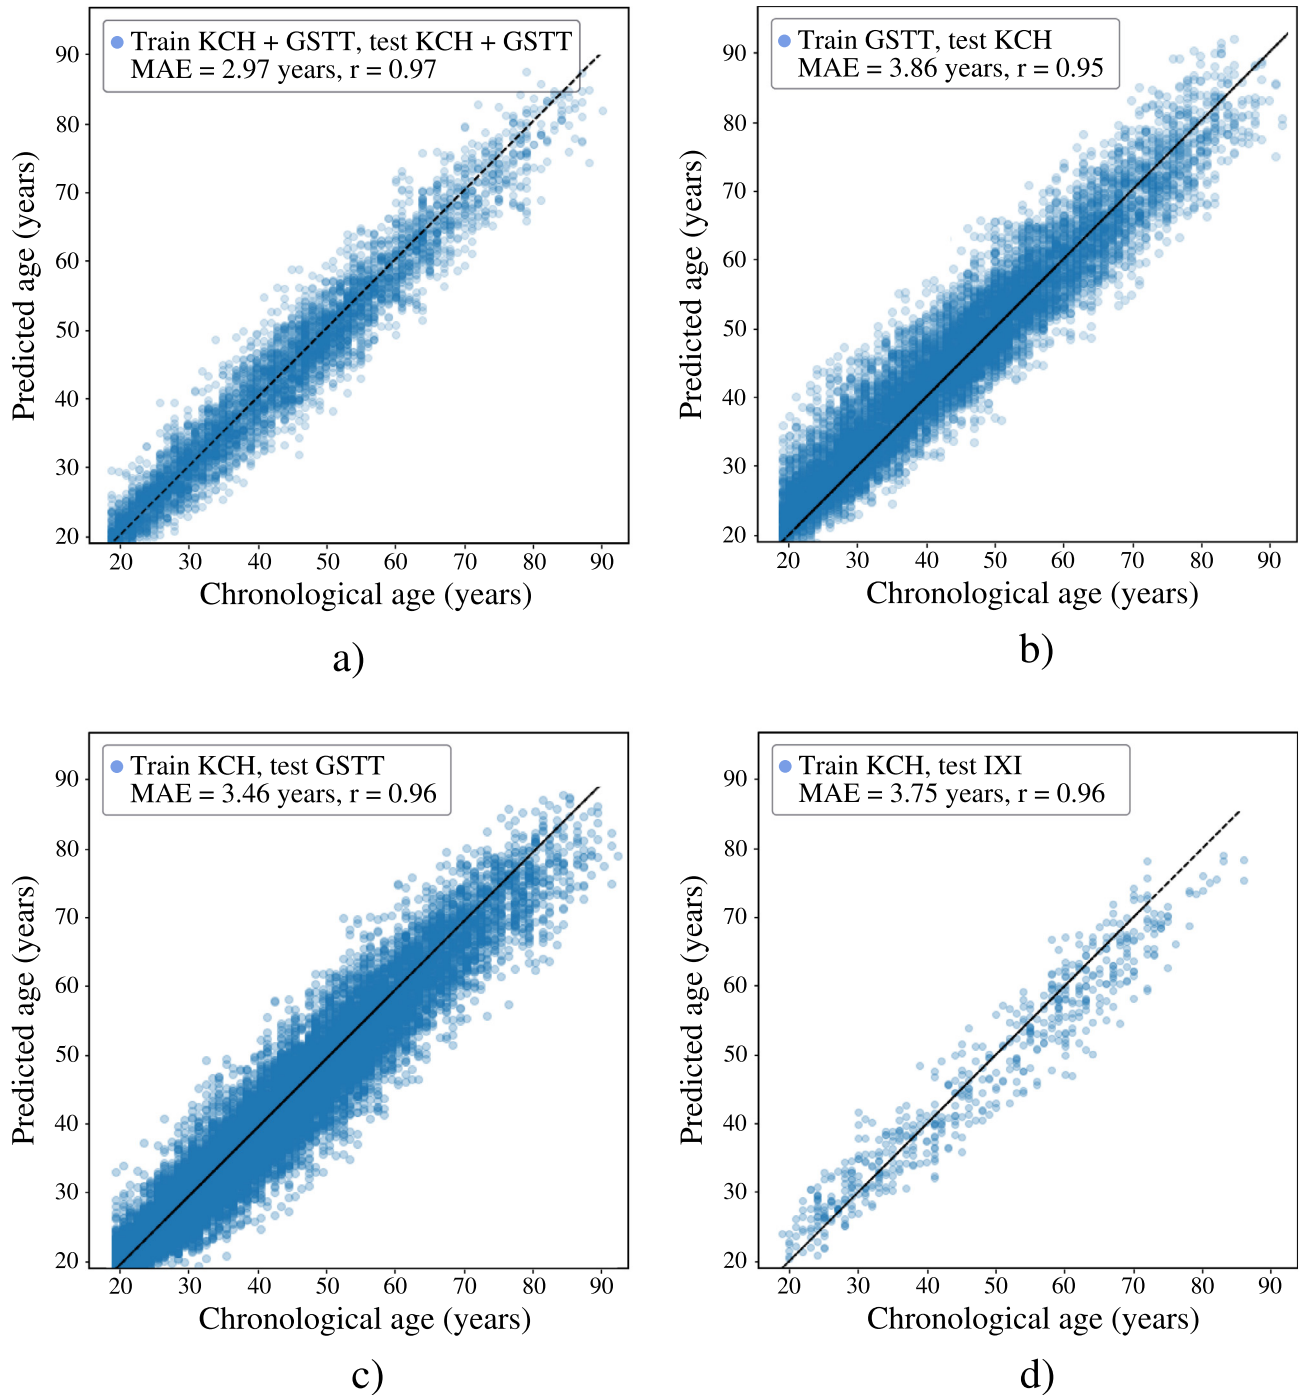 Train KCH + GSTT, test KCH + GSTT
MAE = 2.97 years, r = 0.97
90
80
70
60
50
40
30
20
Predicted age (years)
20 30 40 50 60 70 80 90
Chronological age (years)
a)
Train GSTT, test KCH
MAE = 3.86 years, r = 0.95
90
80
70
60
50
40
30
20
Predicted age (years)
20 30 40 50 60 70 80 90
Chronological age (years)
b)
Train KCH, test GSTT
MAE = 3.46 years, r = 0.96
90
80
70
60
50
40
30
20
Predicted age (years)
20 30 40 50 60 70 80 90
Chronological age (years)
c)
Train KCH, test IXI
MAE = 3.75 years, r = 0.96
90
80
70
60
50
40
30
20
Predicted age (years)
20 30 40 50 60 70 80 90
Chronological age (years)
d)